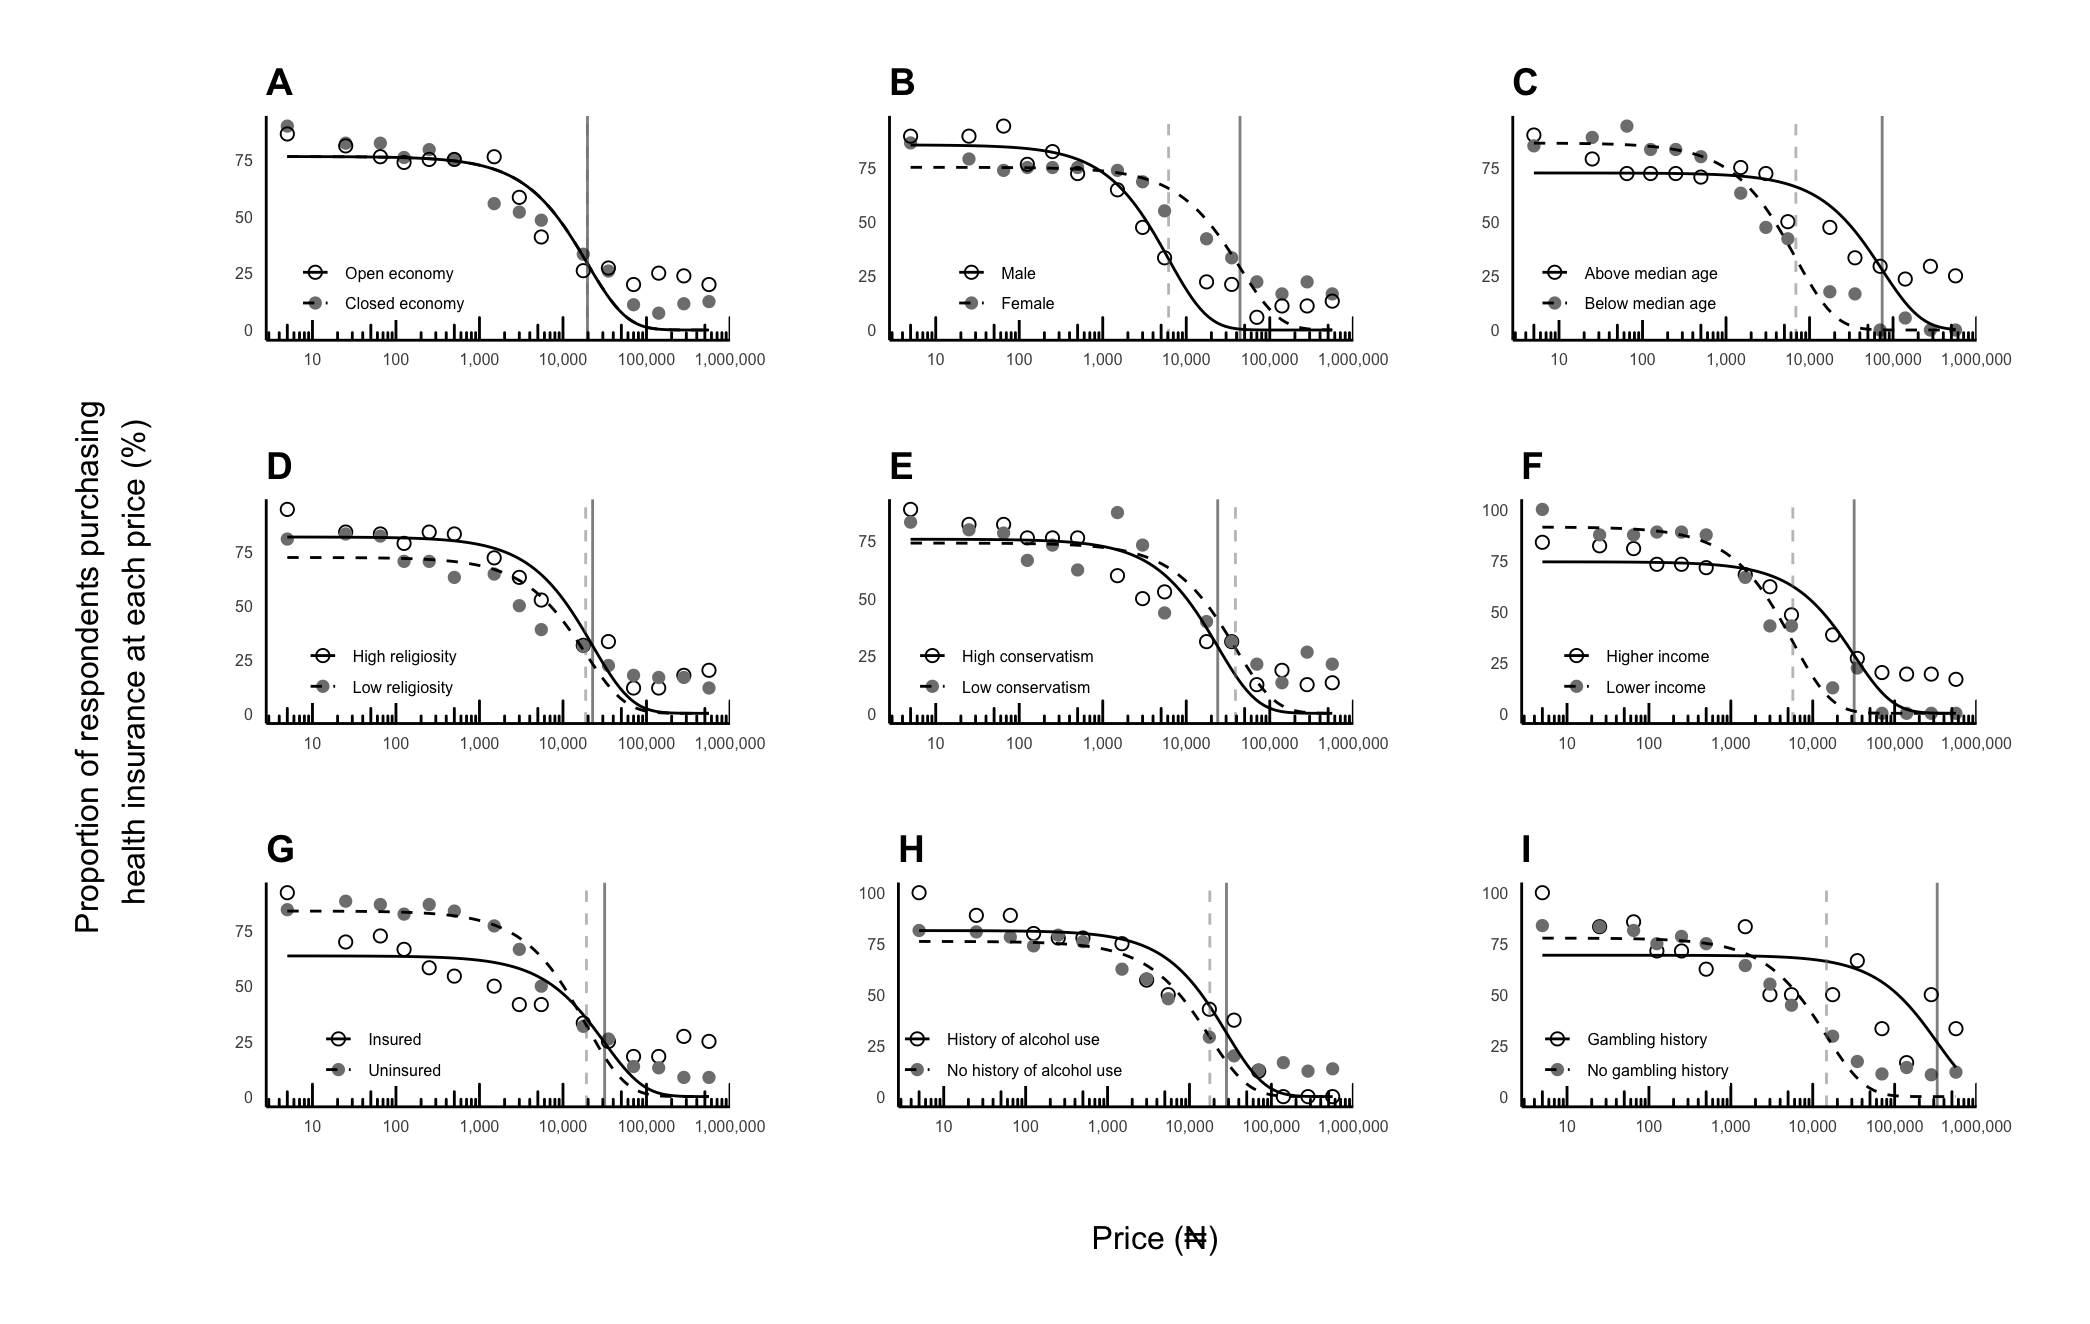 A
75
50
25
0
Open economy
Closed economy
10 100 1,000 10,000 100,000 1,000,000
B
75
50
25
0
Male
Female
10 100 1,000 10,000 100,000 1,000,000
C
75
50
25
0
Above median age
Below median age
10 100 1,000 10,000 100,000 1,000,000
Proportion of respondents purchasing
health insurance at each price (%)
D
75
50
25
0
High religiosity
Low religiosity
10 100 1,000 10,000 100,000 1,000,000
E
75
50
25
0
High conservatism
Low conservatism
10 100 1,000 10,000 100,000 1,000,000
F
100
75
50
25
0
Higher income
Lower income
10 100 1,000 10,000 100,000 1,000,000
G
75
50
25
0
Insured
Uninsured
10 100 1,000 10,000 100,000 1,000,000
H
100
75
50
25
0
History of alcohol use
No history of alcohol use
10 100 1,000 10,000 100,000 1,000,000
I
100
75
50
25
0
Gambling history
No gambling history
10 100 1,000 10,000 100,000 1,000,000
Price (₦)